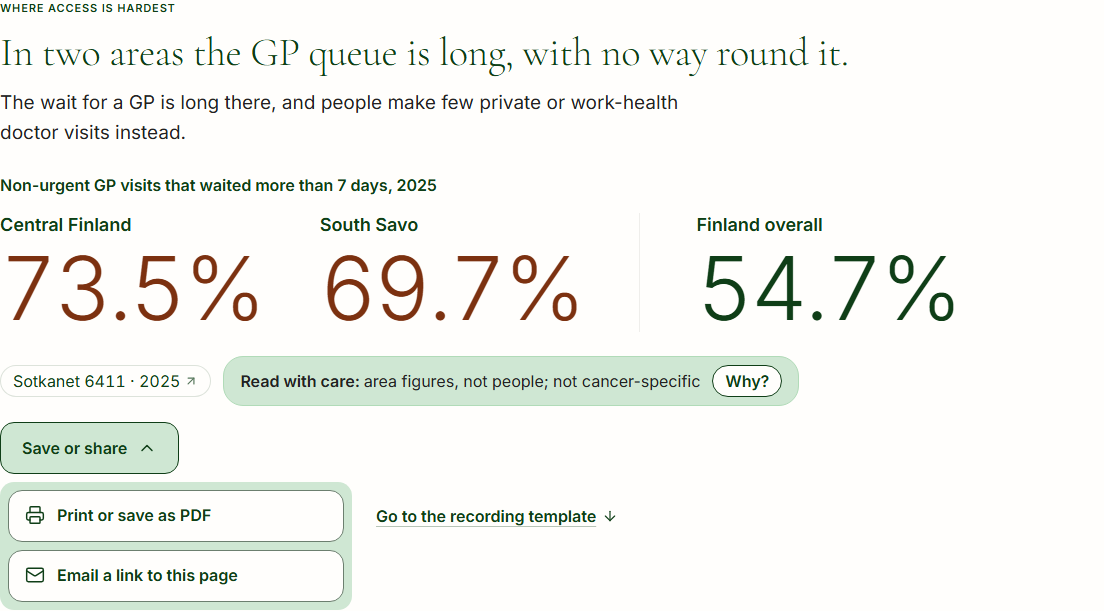 WHERE ACCESS IS HARDEST
In two areas the GP queue is long, with no way round it.
The wait for a GP is long there, and people make few private or work-health
doctor visits instead.
Non-urgent GP visits that waited more than 7 days, 2025
Central Finland
73.5%
South Savo
69.7%
Finland overall
54.7%
Sotkanet 6411 · 2025 ↗
Read with care: area figures, not people; not cancer-specific
Why?
Save or share
Print or save as PDF
Email a link to this page
Go to the recording template ↓